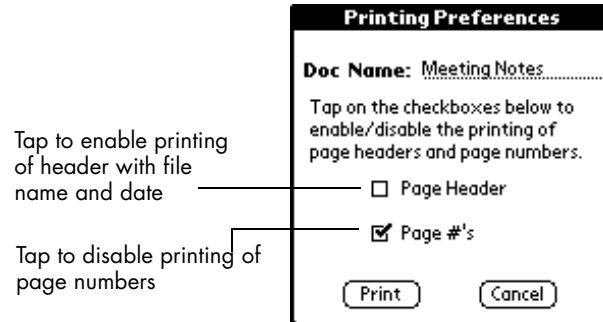 Printing Preferences
Doc Name: Meeting Notes
Tap on the checkboxes below to
enable/disable the printing of
page headers and page numbers.
Tap to enable printing
of header with file
name and date
Page Header
Tap to disable printing of
page numbers
Page #'s
Print Cancel